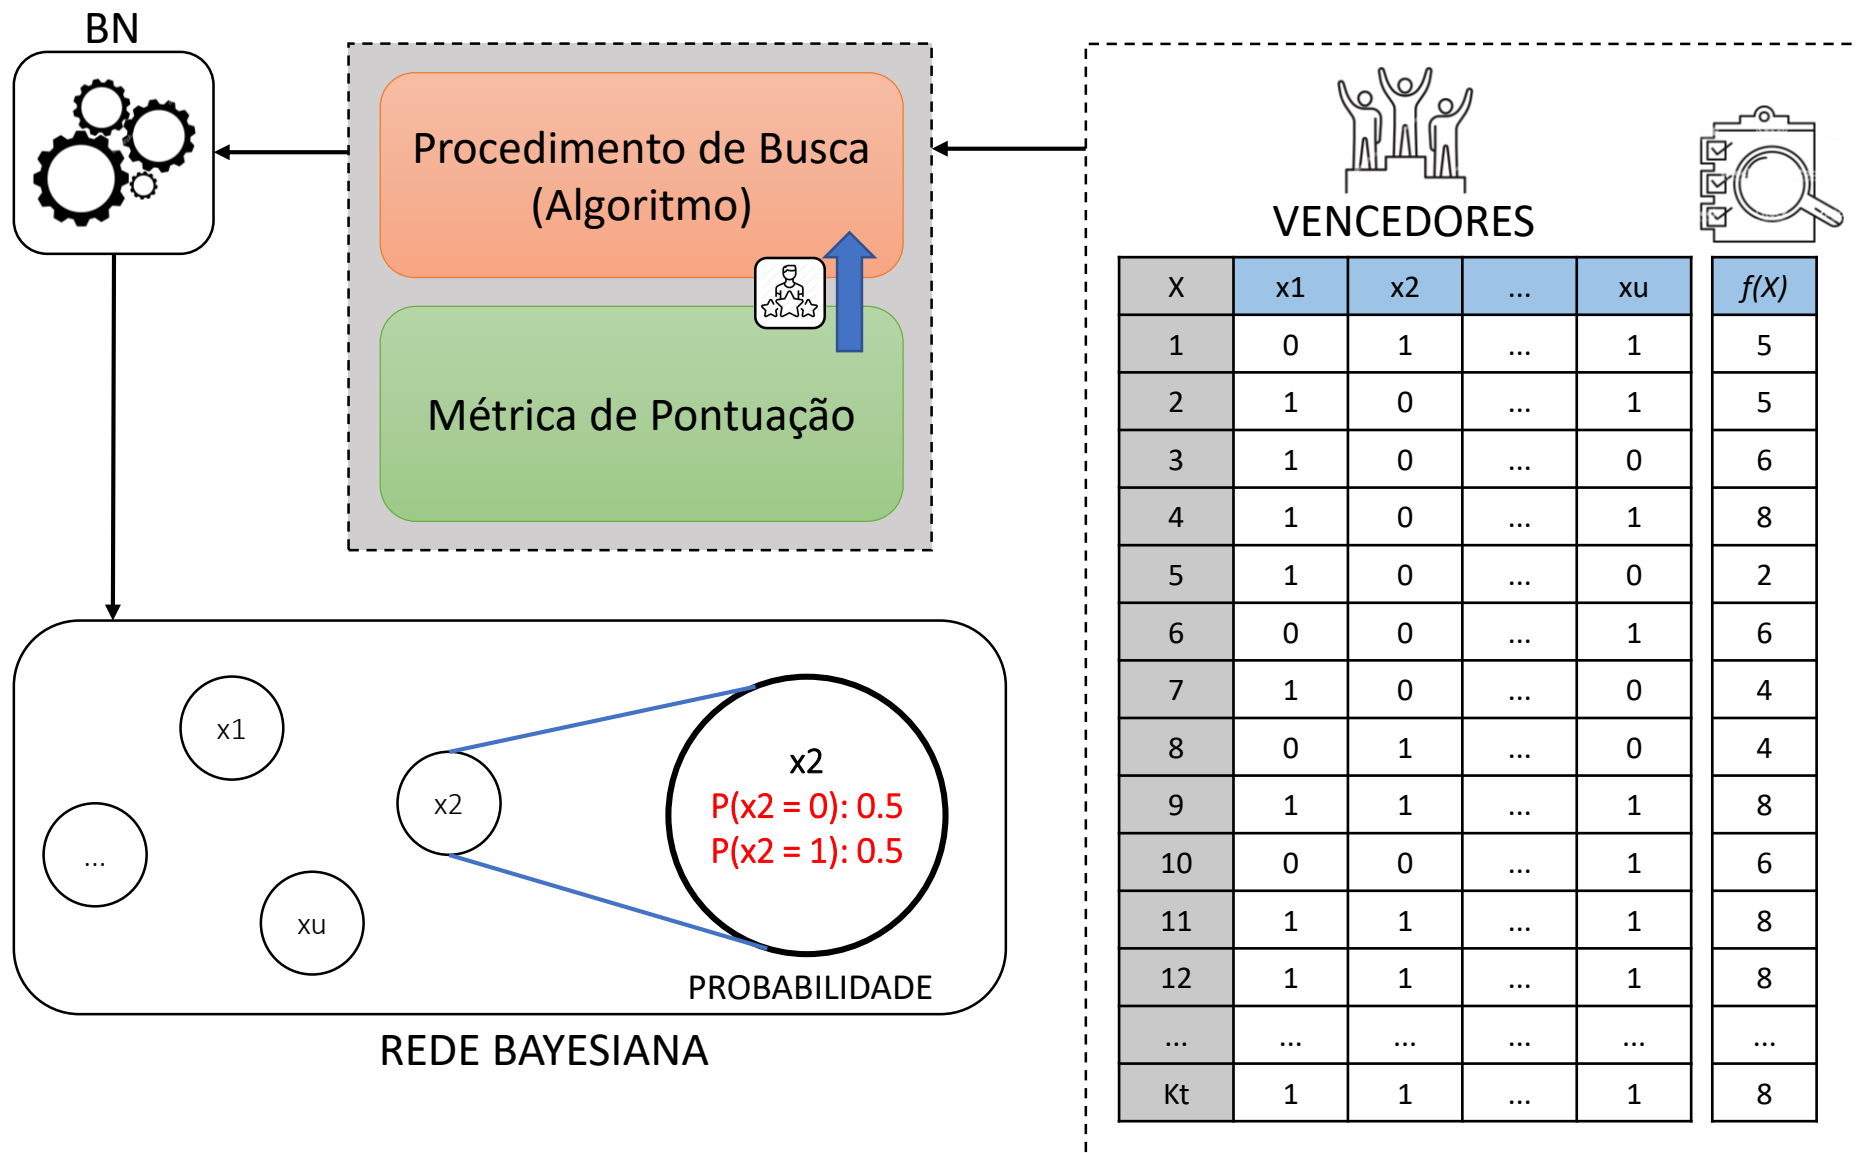 BN
Procedimento de Busca
(Algoritmo)
Métrica de Pontuação
VENCEDORES
X x1 x2 ... xu f(X)
1 0 1 ... 1 5
2 1 0 ... 1 5
3 1 0 ... 0 6
4 1 0 ... 1 8
5 1 0 ... 0 2
6 0 0 ... 1 6
7 1 0 ... 0 4
8 0 1 ... 0 4
9 1 1 ... 1 8
10 0 0 ... 1 6
11 1 1 ... 1 8
12 1 1 ... 1 8
... ... ... ... ... ...
Kt 1 1 ... 1 8
x1
x2
...
xu
x2
P(x2 = 0): 0.5
P(x2 = 1): 0.5
PROBABILIDADE
REDE BAYESIANA